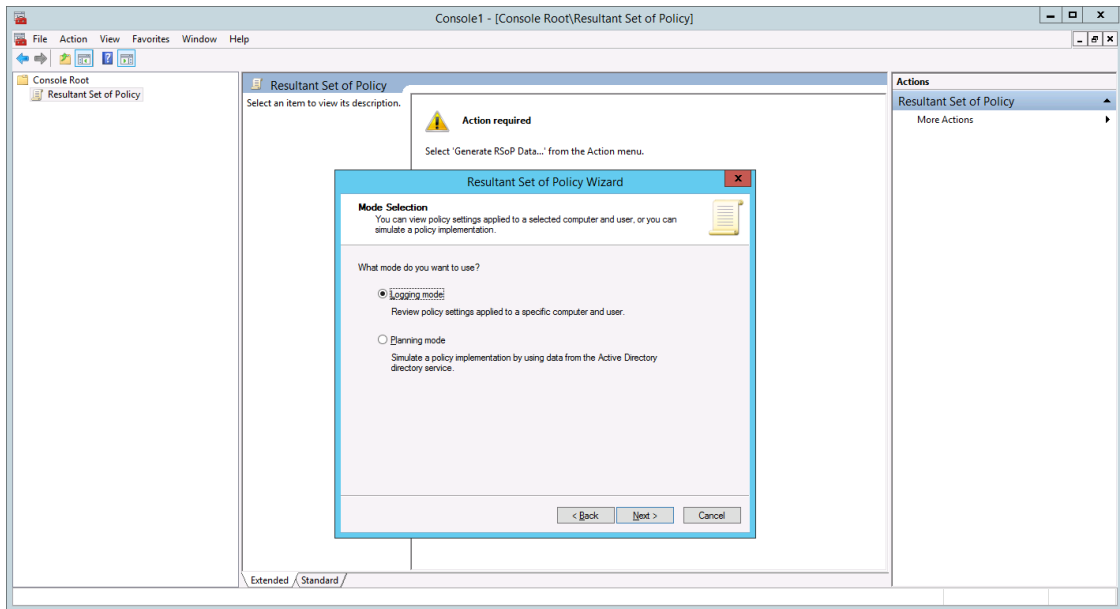 Console1 - [Console Root\Resultant Set of Policy]
File Action View Favorites Window Help
Console Root
Resultant Set of Policy
Resultant Set of Policy
Select an item to view its description.
Action required
Select 'Generate RSoP Data...' from the Action menu.
Actions
Resultant Set of Policy
More Actions
Resultant Set of Policy Wizard
Mode Selection
You can view policy settings applied to a selected computer and user, or you can
simulate a policy implementation.
What mode do you want to use?
Logging mode
Review policy settings applied to a specific computer and user.
Planning mode
Simulate a policy implementation by using data from the Active Directory
directory service.
< Back Next > Cancel
Extended Standard